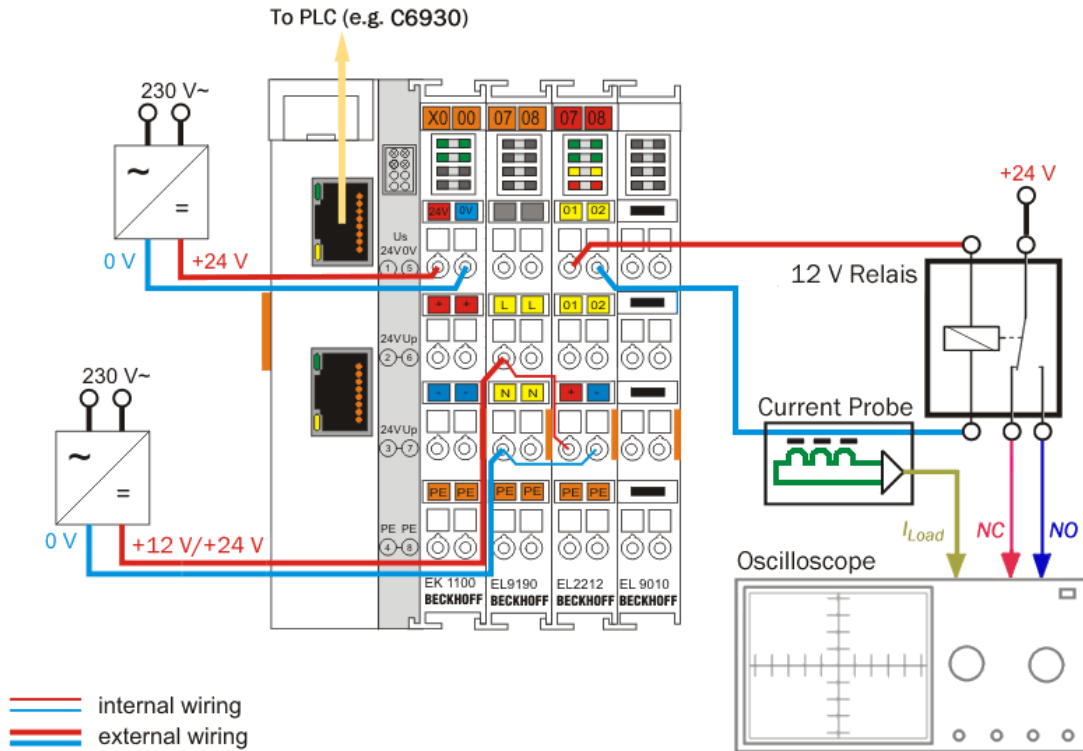 To PLC (e.g. C6930)
230 V~
~
=
0 V
+24 V
X0 00 07 08 07 08
24V 0V 01 02
Us
24V 0V
1 5
+ + L L 01 02
24V Up
2 6
- - N N + -
24V Up
3 7
PE PE PE PE PE PE
PE PE
4 8
EK 1100 EL9190 EL2212 EL 9010
BECKHOFF BECKHOFF BECKHOFF BECKHOFF
230 V~
~
=
0 V
+12 V/+24 V
+24 V
12 V Relais
Current Probe
I Load
NC
NO
Oscilloscope
internal wiring
external wiring